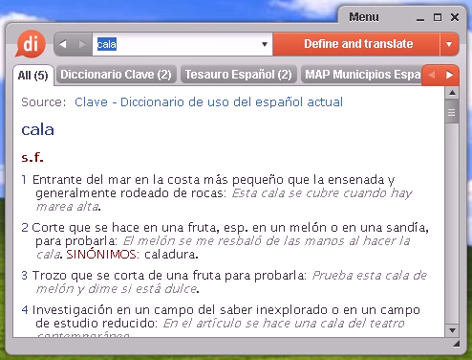 Menu
di
cala
Define and translate
All (5)
Diccionario Clave (2)
Tesauro Español (2)
MAP Municipios Espa
Source: Clave - Diccionario de uso del español actual
cala
s.f.
1 Entrante del mar en la costa más pequeño que la ensenada y
generalmente rodeado de rocas: Esta cala se cubre cuando hay
marea alta.
2 Corte que se hace en una fruta, esp. en un melón o en una sandía,
para probarla: El melón se me resbaló de las manos al hacer la
cala. SINÓNIMOS: caladura.
3 Trozo que se corta de una fruta para probarla: Prueba esta cala de
melón y dime si está dulce.
4 Investigación en un campo del saber inexplorado o en un campo
de estudio reducido: En el artículo se hace una cala del teatro
contemporáneo.